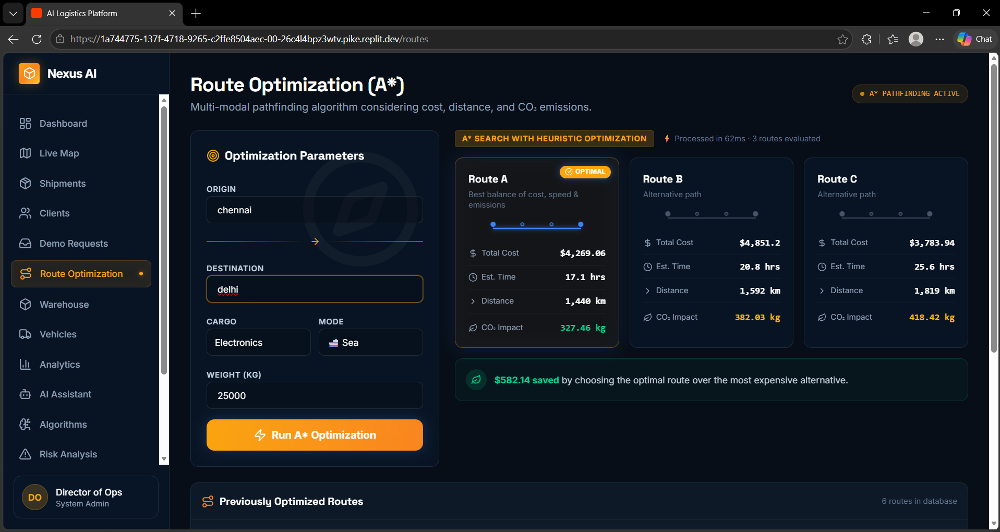 AI Logistics Platform
https://1a744775-137f-4718-9265-c2ffe8504aec-00-26c4l4bpz3wtv.pike.replit.dev/routes
Chat
Nexus AI
Dashboard
Live Map
Shipments
Clients
Demo Requests
Route Optimization
Warehouse
Vehicles
Analytics
AI Assistant
Algorithms
Risk Analysis
DO
Director of Ops
System Admin
Route Optimization (A*)
Multi-modal pathfinding algorithm considering cost, distance, and CO₂ emissions.
A* PATHFINDING ACTIVE
Optimization Parameters
ORIGIN
chennai
DESTINATION
delhi
CARGO
Electronics
MODE
🚢 Sea
WEIGHT (KG)
25000
Run A* Optimization
A* SEARCH WITH HEURISTIC OPTIMIZATION
Processed in 62ms · 3 routes evaluated
OPTIMAL
Route A
Best balance of cost, speed &
emissions
Total Cost $4,269.06
Est. Time 17.1 hrs
Distance 1,440 km
CO₂ Impact 327.46 kg
Route B
Alternative path
Total Cost $4,851.2
Est. Time 20.8 hrs
Distance 1,592 km
CO₂ Impact 382.03 kg
Route C
Alternative path
Total Cost $3,783.94
Est. Time 25.6 hrs
Distance 1,819 km
CO₂ Impact 418.42 kg
$582.14 saved by choosing the optimal route over the most expensive alternative.
Previously Optimized Routes
6 routes in database